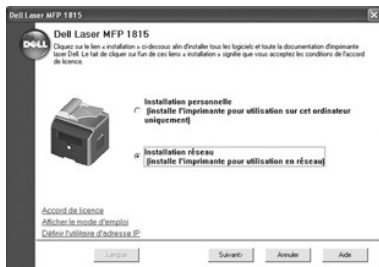 Dell Laser MFP 1815
Dell Laser MFP 1815
DELL
Cliquez sur le lien « installation » ci-dessous afin d'installer tous les logiciels et toute la documentation d'imprimante
laser Dell. Le fait de cliquer sur l'un de ces liens « installation » signifie que vous acceptez les conditions de l'accord
de licence.
Installation personnelle
(installe l'imprimante pour utilisation sur cet ordinateur
uniquement)
Installation réseau
(installe l'imprimante pour utilisation en réseau)
Accord de licence
Afficher le mode d'emploi
Définir l'utilitaire d'adresse IP
Langue
Suivant>
Annuler
Aide